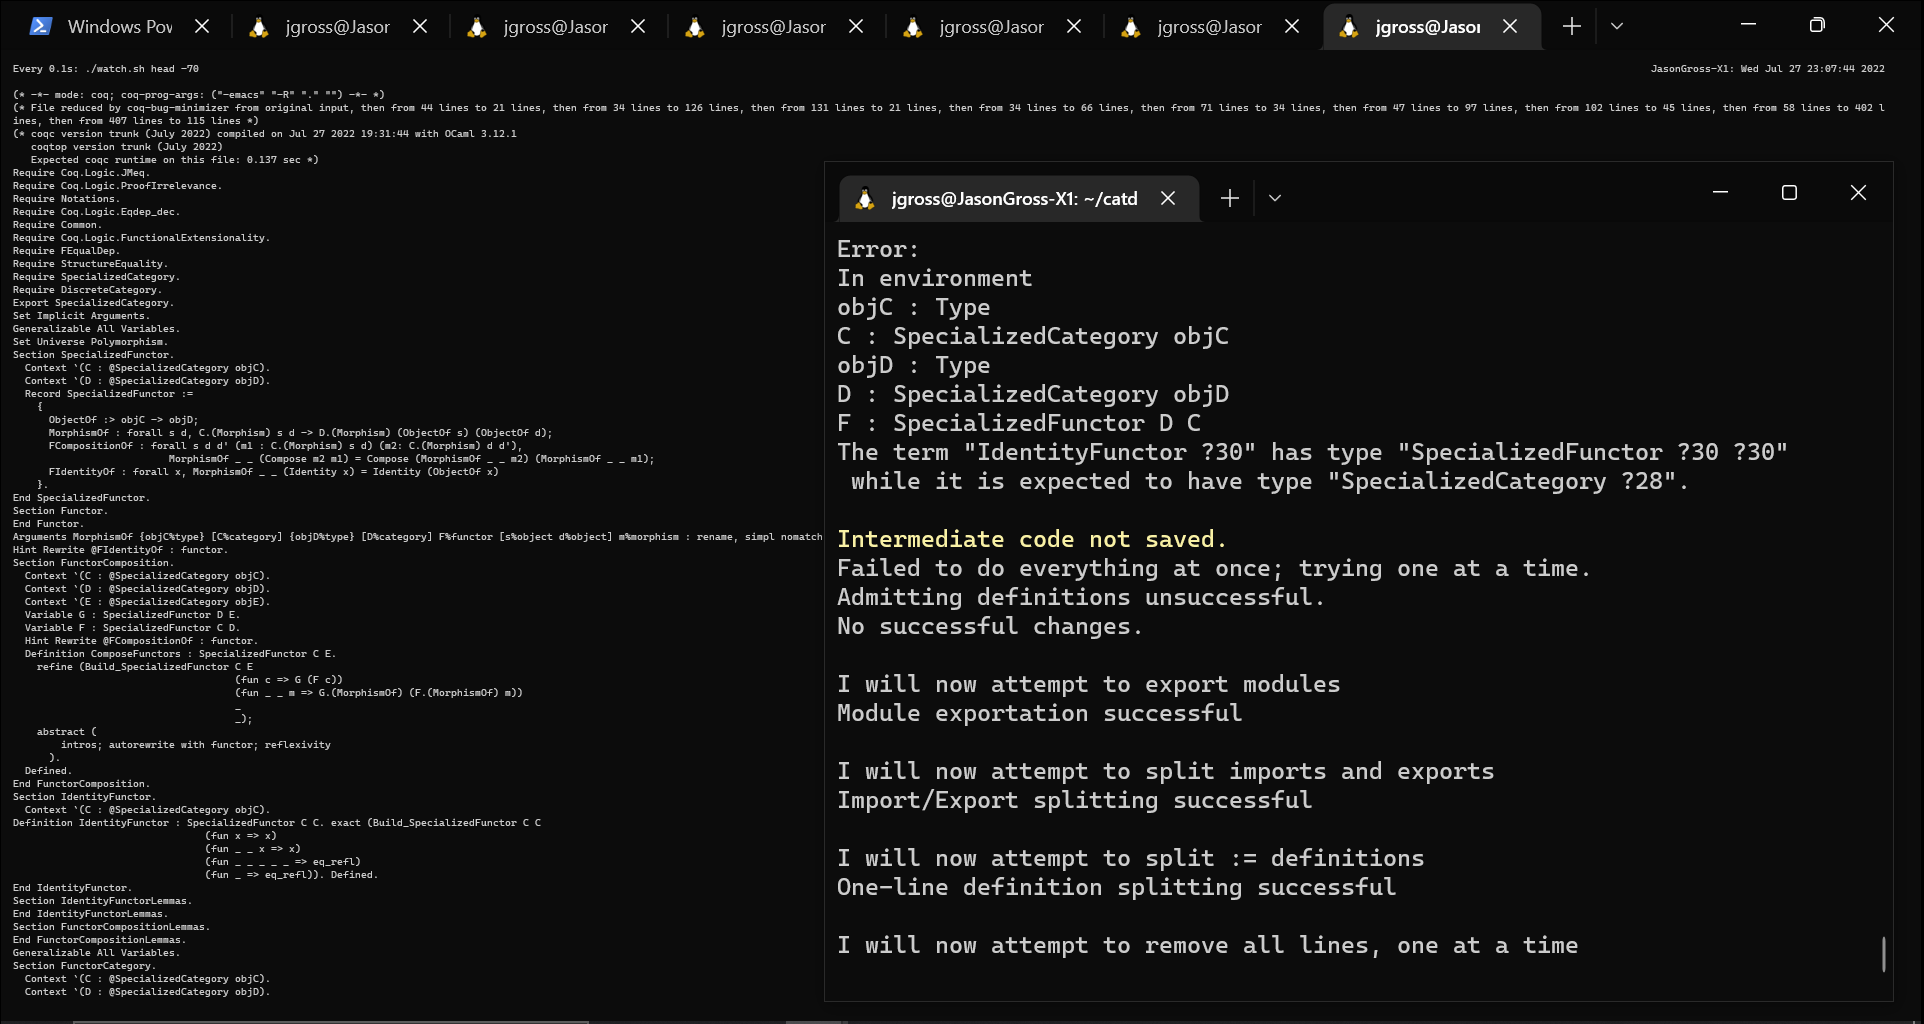 Windows Pow
jgross@Jason
jgross@Jason
jgross@Jason
jgross@Jason
jgross@Jason
jgross@Jason
Every 0.1s: ./watch.sh head -70
JasonGross-X1: Wed Jul 27 23:07:44 2022
(* -*- mode: coq; coq-prog-args: ("-emacs" "-R" "." "") -*- *)
(* File reduced by coq-bug-minimizer from original input, then from 44 lines to 21 lines, then from 34 lines to 126 lines, then from 131 lines to 21 lines, then from 34 lines to 66 lines, then from 71 lines to 34 lines, then from 47 lines to 97 lines, then from 102 lines to 45 lines, then from 58 lines to 402 l
ines, then from 407 lines to 115 lines *)
(* coqc version trunk (July 2022) compiled on Jul 27 2022 19:31:44 with OCaml 3.12.1
   coqtop version trunk (July 2022)
   Expected coqc runtime on this file: 0.137 sec *)
Require Coq.Logic.JMeq.
Require Coq.Logic.ProofIrrelevance.
Require Notations.
Require Coq.Logic.Eqdep_dec.
Require Common.
Require Coq.Logic.FunctionalExtensionality.
Require FEqualDep.
Require StructureEquality.
Require SpecializedCategory.
Require DiscreteCategory.
Export SpecializedCategory.
Set Implicit Arguments.
Generalizable All Variables.
Set Universe Polymorphism.
Section SpecializedFunctor.
  Context `(C : @SpecializedCategory objC).
  Context `(D : @SpecializedCategory objD).
  Record SpecializedFunctor :=
    {
      ObjectOf :> objC -> objD;
      MorphismOf : forall s d, C.(Morphism) s d -> D.(Morphism) (ObjectOf s) (ObjectOf d);
      FCompositionOf : forall s d d' (m1 : C.(Morphism) s d) (m2: C.(Morphism) d d'),
                          MorphismOf _ _ (Compose m2 m1) = Compose (MorphismOf _ _ m2) (MorphismOf _ _ m1);
      FIdentityOf : forall x, MorphismOf _ _ (Identity x) = Identity (ObjectOf x)
    }.
End SpecializedFunctor.
Section Functor.
End Functor.
Arguments MorphismOf {objC%type} [C%category] {objD%type} [D%category] F%functor [s%object d%object] m%morphism : rename, simpl nomatch
Hint Rewrite @FIdentityOf : functor.
Section FunctorComposition.
  Context `(C : @SpecializedCategory objC).
  Context `(D : @SpecializedCategory objD).
  Context `(E : @SpecializedCategory objE).
  Variable G : SpecializedFunctor D E.
  Variable F : SpecializedFunctor C D.
  Hint Rewrite @FCompositionOf : functor.
  Definition ComposeFunctors : SpecializedFunctor C E.
    refine (Build_SpecializedFunctor C E
                                     (fun c => G (F c))
                                     (fun _ _ m => G.(MorphismOf) (F.(MorphismOf) m))
                                     _
                                     _);
    abstract (
        intros; autorewrite with functor; reflexivity
      ).
  Defined.
End FunctorComposition.
Section IdentityFunctor.
  Context `(C : @SpecializedCategory objC).
Definition IdentityFunctor : SpecializedFunctor C C. exact (Build_SpecializedFunctor C C
                                (fun x => x)
                                (fun _ _ x => x)
                                (fun _ _ _ _ _ => eq_refl)
                                (fun _ => eq_refl)). Defined.
End IdentityFunctor.
Section IdentityFunctorLemmas.
End IdentityFunctorLemmas.
Section FunctorCompositionLemmas.
End FunctorCompositionLemmas.
Generalizable All Variables.
Section FunctorCategory.
  Context `(C : @SpecializedCategory objC).
  Context `(D : @SpecializedCategory objD).
jgross@JasonGross-X1: ~/catd
Error:
In environment
objC : Type
C : SpecializedCategory objC
objD : Type
D : SpecializedCategory objD
F : SpecializedFunctor D C
The term "IdentityFunctor ?30" has type "SpecializedFunctor ?30 ?30"
 while it is expected to have type "SpecializedCategory ?28".
Intermediate code not saved.
Failed to do everything at once; trying one at a time.
Admitting definitions unsuccessful.
No successful changes.
I will now attempt to export modules
Module exportation successful
I will now attempt to split imports and exports
Import/Export splitting successful
I will now attempt to split := definitions
One-line definition splitting successful
I will now attempt to remove all lines, one at a time